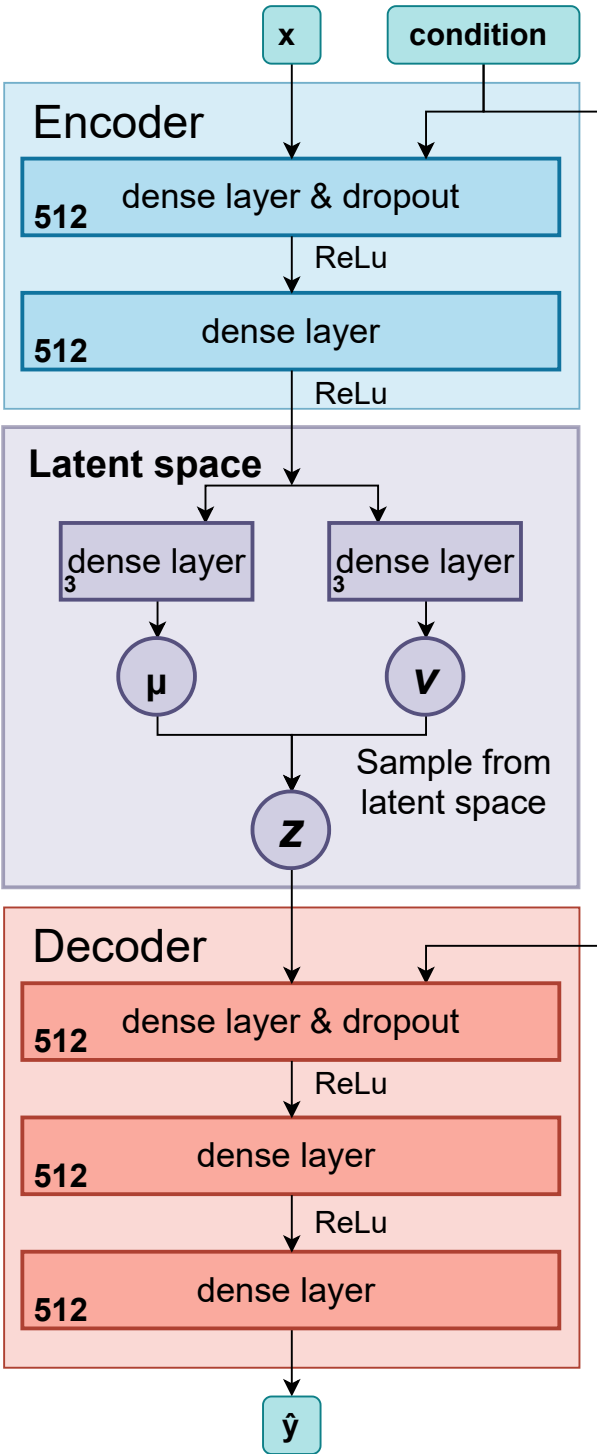 x
condition
Encoder
dense layer & dropout
512
ReLu
dense layer
512
ReLu
Latent space
dense layer
3
dense layer
3
μ
v
Sample from
latent space
z
Decoder
dense layer & dropout
512
ReLu
dense layer
512
ReLu
dense layer
512
ŷ